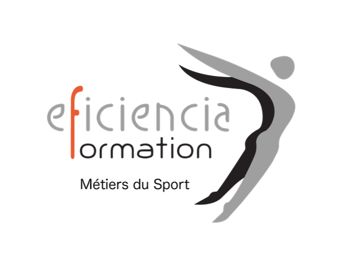 eficiencia
formation
Métiers du Sport